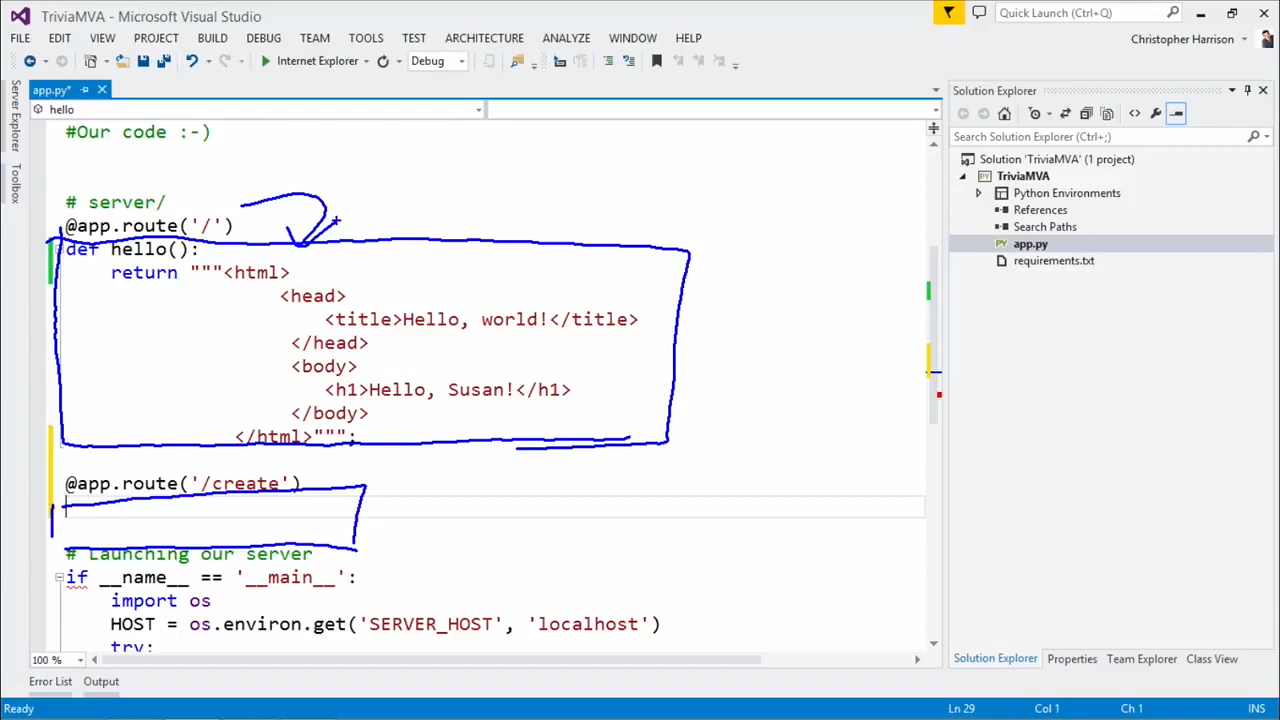 TriviaMVA - Microsoft Visual Studio
Quick Launch (Ctrl+Q)
FILE EDIT VIEW PROJECT BUILD DEBUG TEAM TOOLS TEST ARCHITECTURE ANALYZE WINDOW HELP
Christopher Harrison
Internet Explorer Debug
Server Explorer
Toolbox
app.py*
hello
#Our code :-)
# server/
@app.route('/')
def hello():
return """<html>
<head>
<title>Hello, world!</title>
</head>
<body>
<h1>Hello, Susan!</h1>
</body>
</html>""";
@app.route('/create')
# Launching our server
if __name__ == '__main__':
import os
HOST = os.environ.get('SERVER_HOST', 'localhost')
try:
100 %
Solution Explorer
Search Solution Explorer (Ctrl+;)
Solution 'TriviaMVA' (1 project)
PY TriviaMVA
Python Environments
References
Search Paths
PY app.py
requirements.txt
Solution Explorer Properties Team Explorer Class View
Error List Output
Ready Ln 29 Col 1 Ch 1 INS